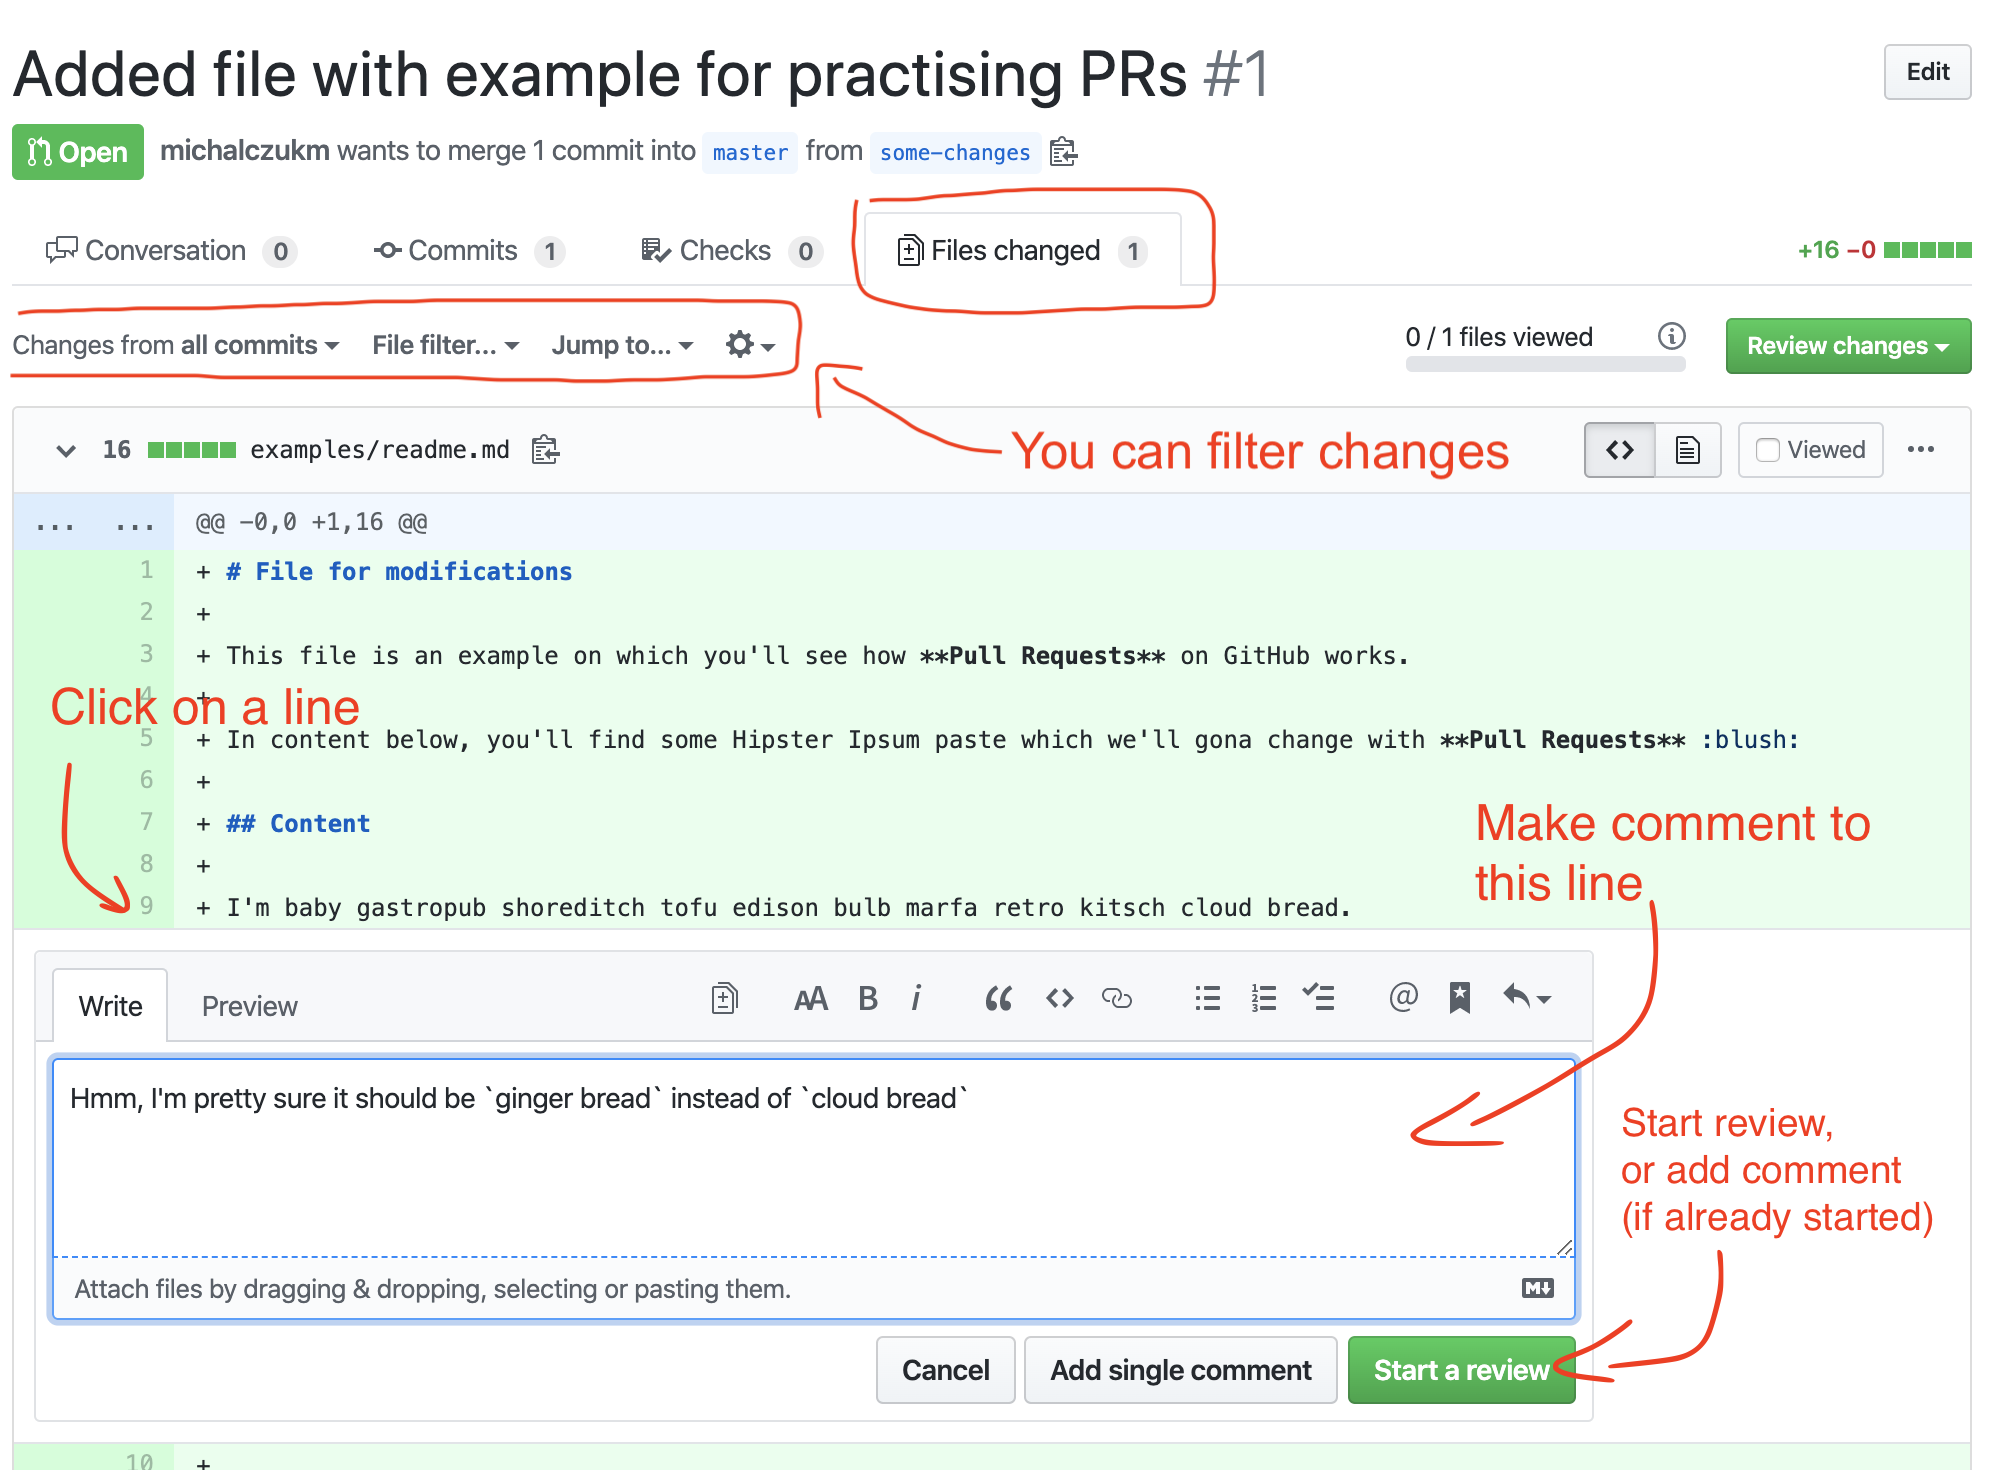 Added file with example for practising PRs #1
Edit
Open michalczukm wants to merge 1 commit into master from some-changes
Conversation 0 Commits 1 Checks 0 Files changed 1 +16 −0
Changes from all commits File filter... Jump to... 0 / 1 files viewed Review changes
You can filter changes
16 examples/readme.md <> Viewed ...
... ... @@ -0,0 +1,16 @@
1 + # File for modifications
2 +
3 + This file is an example on which you'll see how **Pull Requests** on GitHub works.
4 +
Click on a line
5 + In content below, you'll find some Hipster Ipsum paste which we'll gona change with **Pull Requests** :blush:
6 +
7 + ## Content
8 +
Make comment to
this line
9 + I'm baby gastropub shoreditch tofu edison bulb marfa retro kitsch cloud bread.
Write Preview AA B i “ <> @
Hmm, I'm pretty sure it should be `ginger bread` instead of `cloud bread`
Start review,
or add comment
(if already started)
Attach files by dragging & dropping, selecting or pasting them. M↓
Cancel Add single comment Start a review
10 +